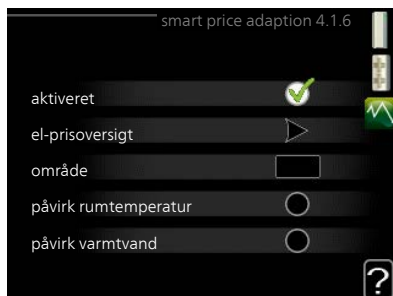 smart price adaption 4.1.6
aktiveret
el-prisoversigt
område
påvirk rumtemperatur
påvirk varmtvand
?